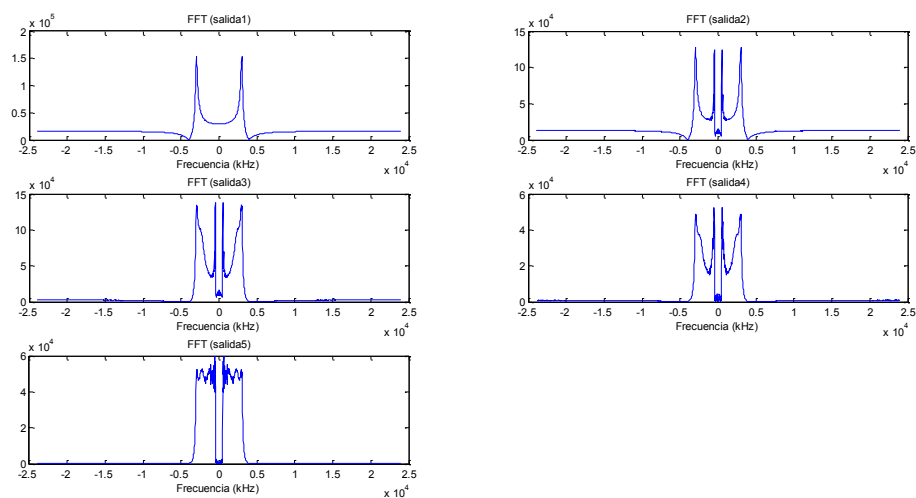 FFT (salida1)
x 10^5
2
1.5
1
0.5
0
-2.5 -2 -1.5 -1 -0.5 0 0.5 1 1.5 2 2.5
Frecuencia (kHz)
x 10^4
FFT (salida2)
x 10^4
15
10
5
0
-2.5 -2 -1.5 -1 -0.5 0 0.5 1 1.5 2 2.5
Frecuencia (kHz)
x 10^4
FFT (salida3)
x 10^4
15
10
5
0
-2.5 -2 -1.5 -1 -0.5 0 0.5 1 1.5 2 2.5
Frecuencia (kHz)
x 10^4
FFT (salida4)
x 10^4
6
4
2
0
-2.5 -2 -1.5 -1 -0.5 0 0.5 1 1.5 2 2.5
Frecuencia (kHz)
x 10^4
FFT (salida5)
x 10^4
6
4
2
0
-2.5 -2 -1.5 -1 -0.5 0 0.5 1 1.5 2 2.5
Frecuencia (kHz)
x 10^4